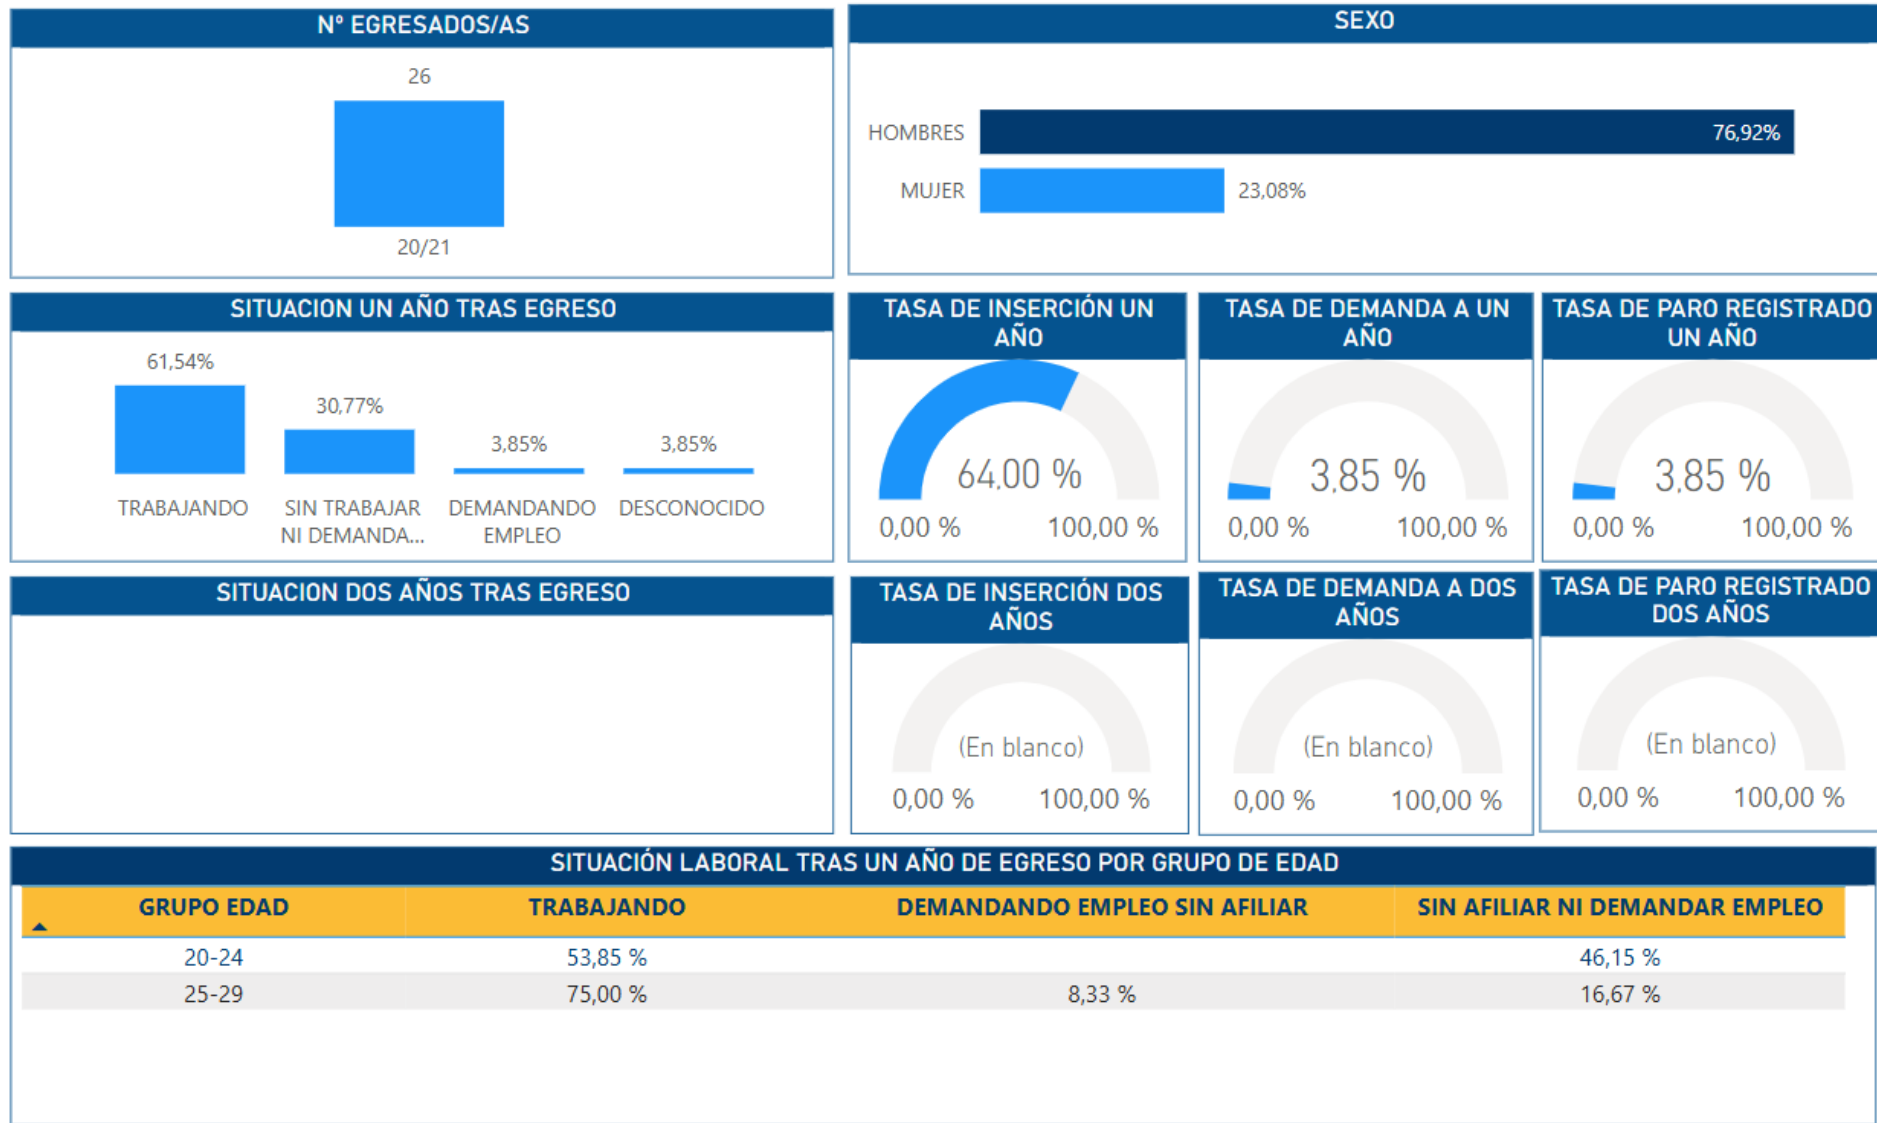 Nº EGRESADOS/AS
26
20/21
SEXO
HOMBRES
76,92%
MUJER
23,08%
SITUACION UN AÑO TRAS EGRESO
61,54%
30,77%
3,85%
3,85%
TRABAJANDO
SIN TRABAJAR
NI DEMANDA...
DEMANDANDO
EMPLEO
DESCONOCIDO
TASA DE INSERCIÓN UN
AÑO
64,00 %
0,00 %
100,00 %
TASA DE DEMANDA A UN
AÑO
3,85 %
0,00 %
100,00 %
TASA DE PARO REGISTRADO
UN AÑO
3,85 %
0,00 %
100,00 %
SITUACION DOS AÑOS TRAS EGRESO
TASA DE INSERCIÓN DOS
AÑOS
(En blanco)
0,00 %
100,00 %
TASA DE DEMANDA A DOS
AÑOS
(En blanco)
0,00 %
100,00 %
TASA DE PARO REGISTRADO
DOS AÑOS
(En blanco)
0,00 %
100,00 %
SITUACIÓN LABORAL TRAS UN AÑO DE EGRESO POR GRUPO DE EDAD
GRUPO EDAD TRABAJANDO DEMANDANDO EMPLEO SIN AFILIAR SIN AFILIAR NI DEMANDAR EMPLEO
20-24 53,85 % 46,15 %
25-29 75,00 % 8,33 % 16,67 %